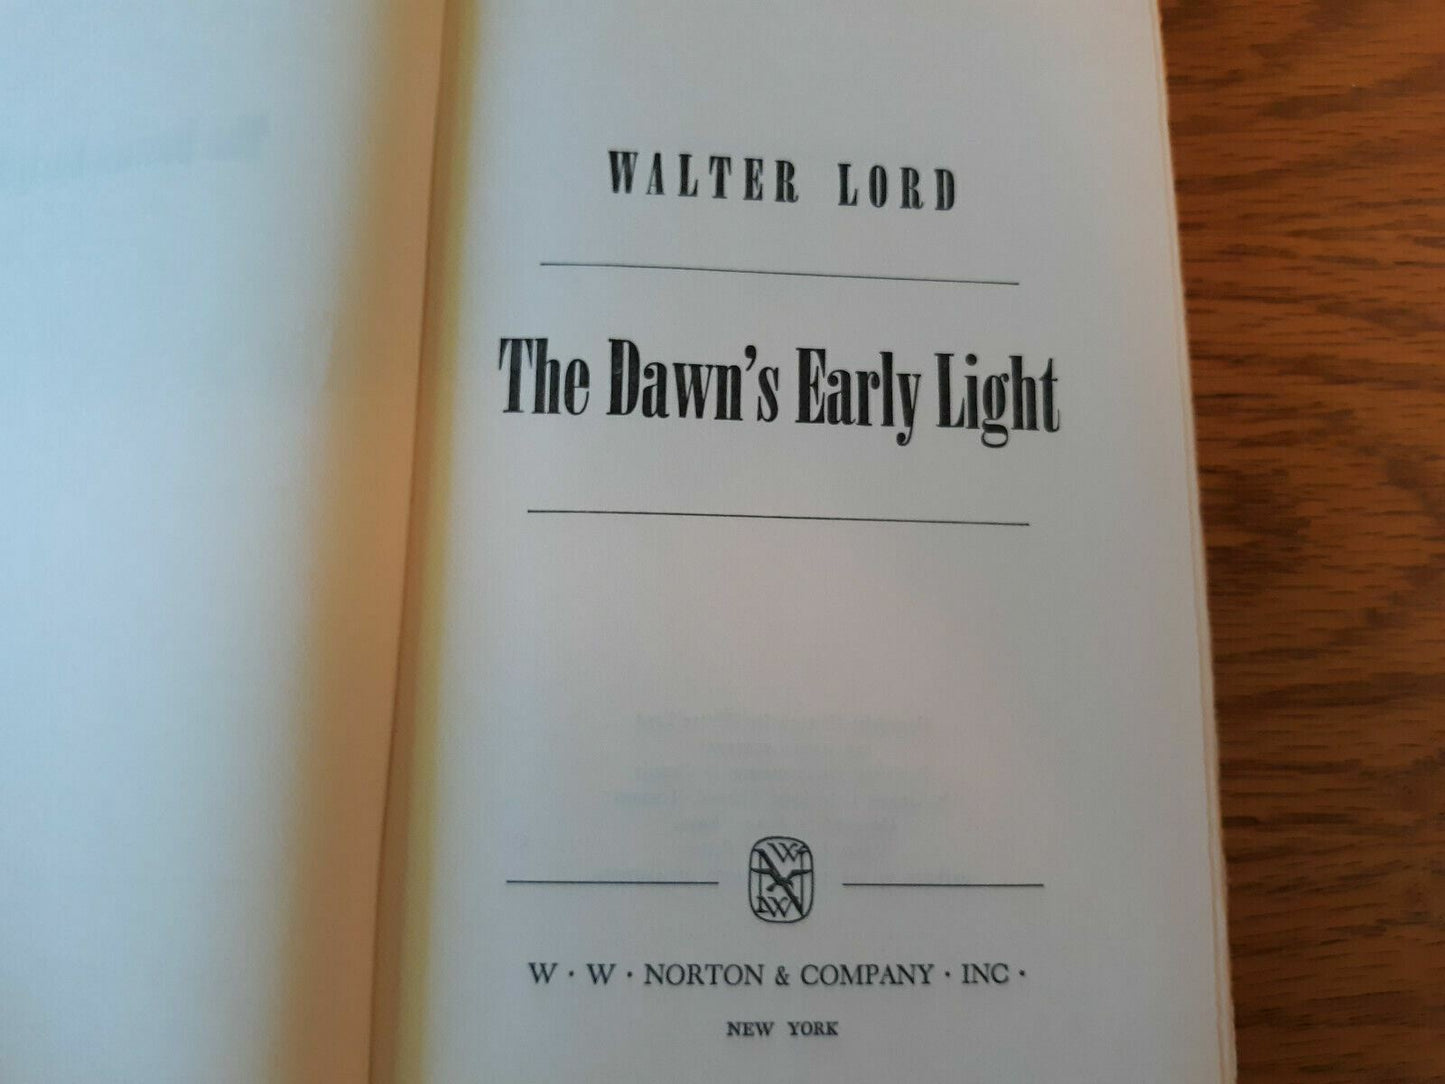 WALTER LORD
The Dawn's Early Light
W · W · NORTON & COMPANY · INC ·
NEW YORK